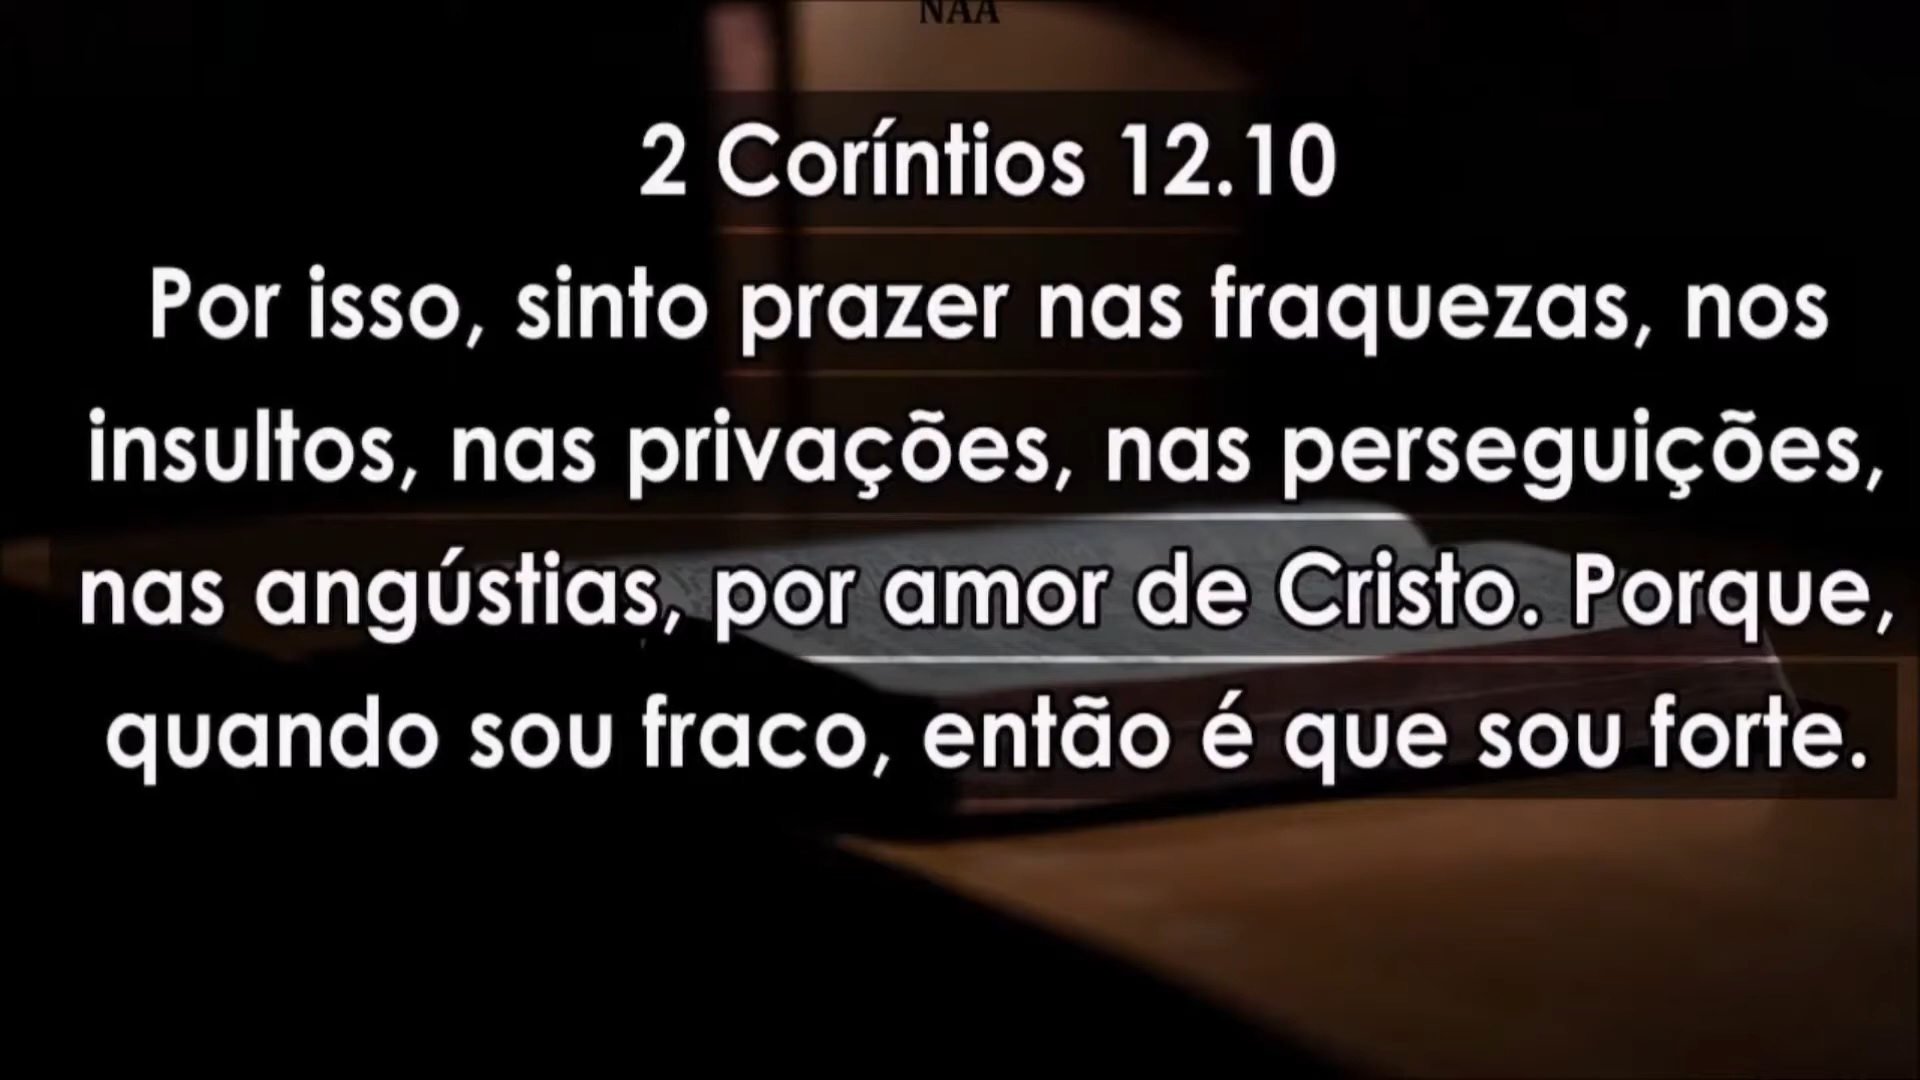 NAA
2 Coríntios 12.10
Por isso, sinto prazer nas fraquezas, nos
insultos, nas privações, nas perseguições,
nas angústias, por amor de Cristo. Porque,
quando sou fraco, então é que sou forte.